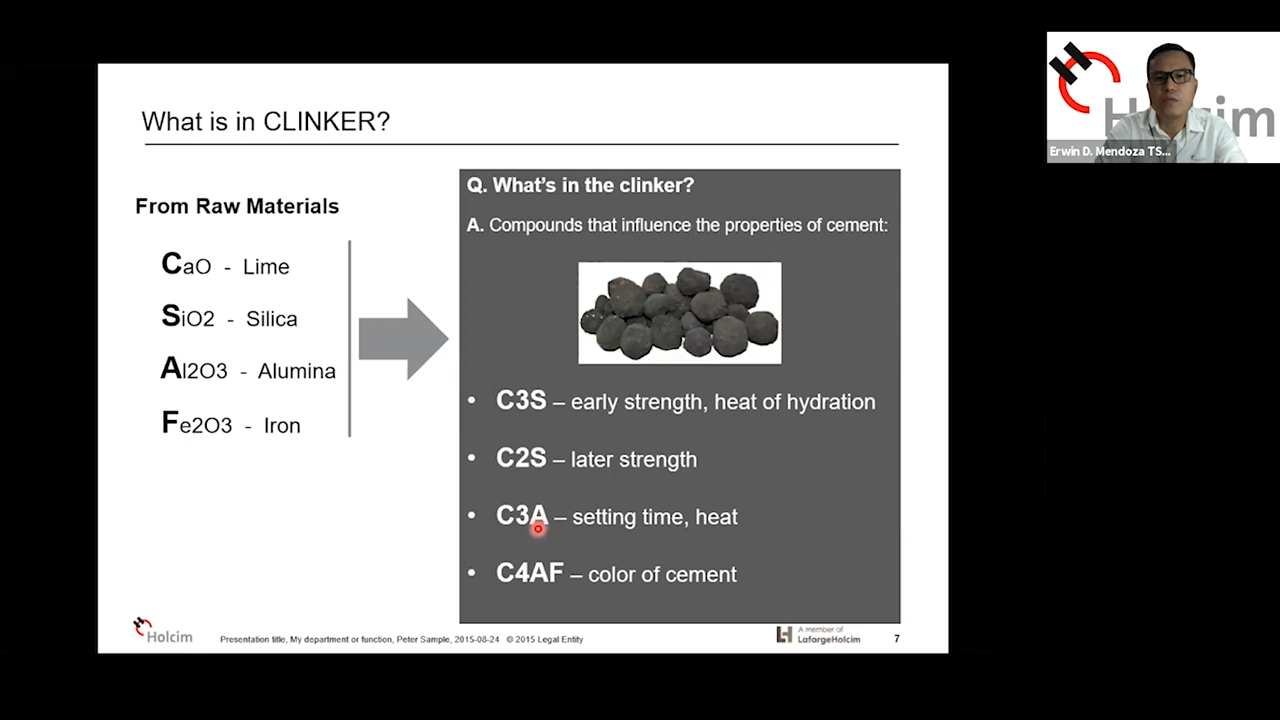 What is in CLINKER?
From Raw Materials
CaO - Lime
SiO2 - Silica
Al2O3 - Alumina
Fe2O3 - Iron
Q. What's in the clinker?
A. Compounds that influence the properties of cement:
• C3S – early strength, heat of hydration
• C2S – later strength
• C3A – setting time, heat
• C4AF – color of cement
Holcim
Presentation title, My department or function, Peter Sample, 2015-08-24 © 2015 Legal Entity
A member of
LafargeHolcim
7
Erwin D. Mendoza TS...